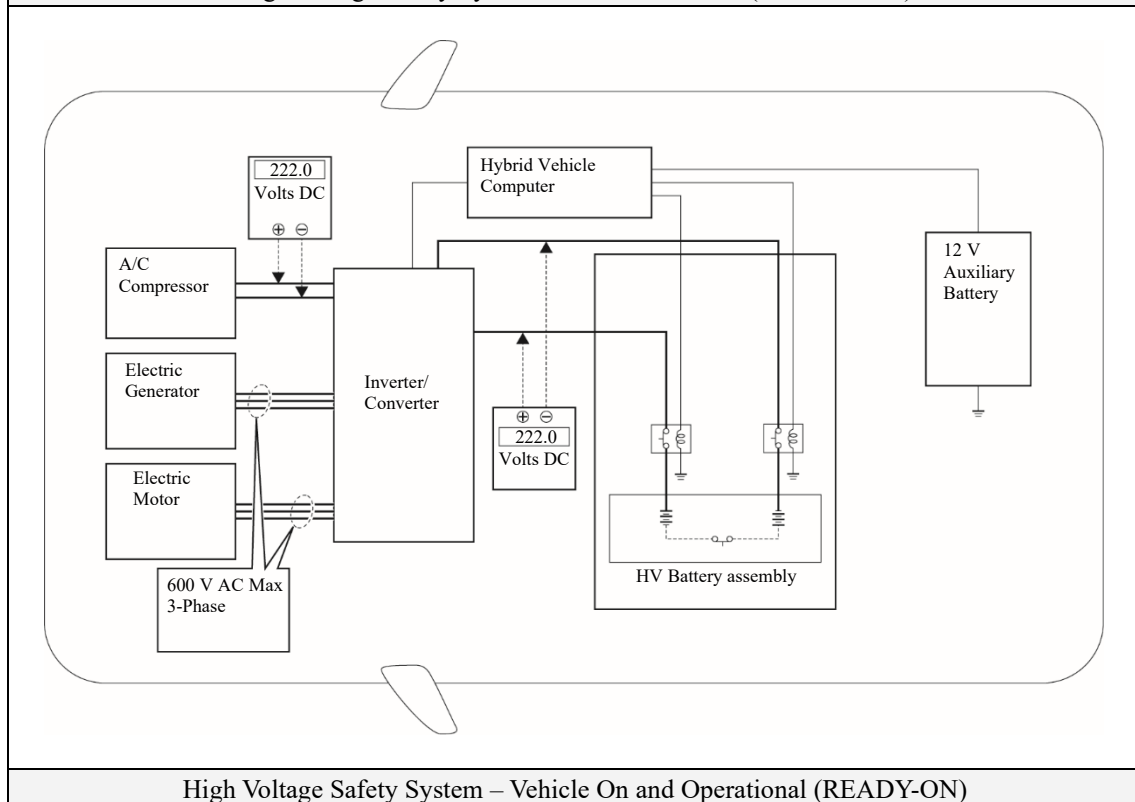 222.0
Volts DC
Hybrid Vehicle
Computer
A/C
Compressor
12 V
Auxiliary
Battery
Electric
Generator
Inverter/
Converter
222.0
Volts DC
Electric
Motor
HV Battery assembly
600 V AC Max
3-Phase
High Voltage Safety System – Vehicle On and Operational (READY-ON)